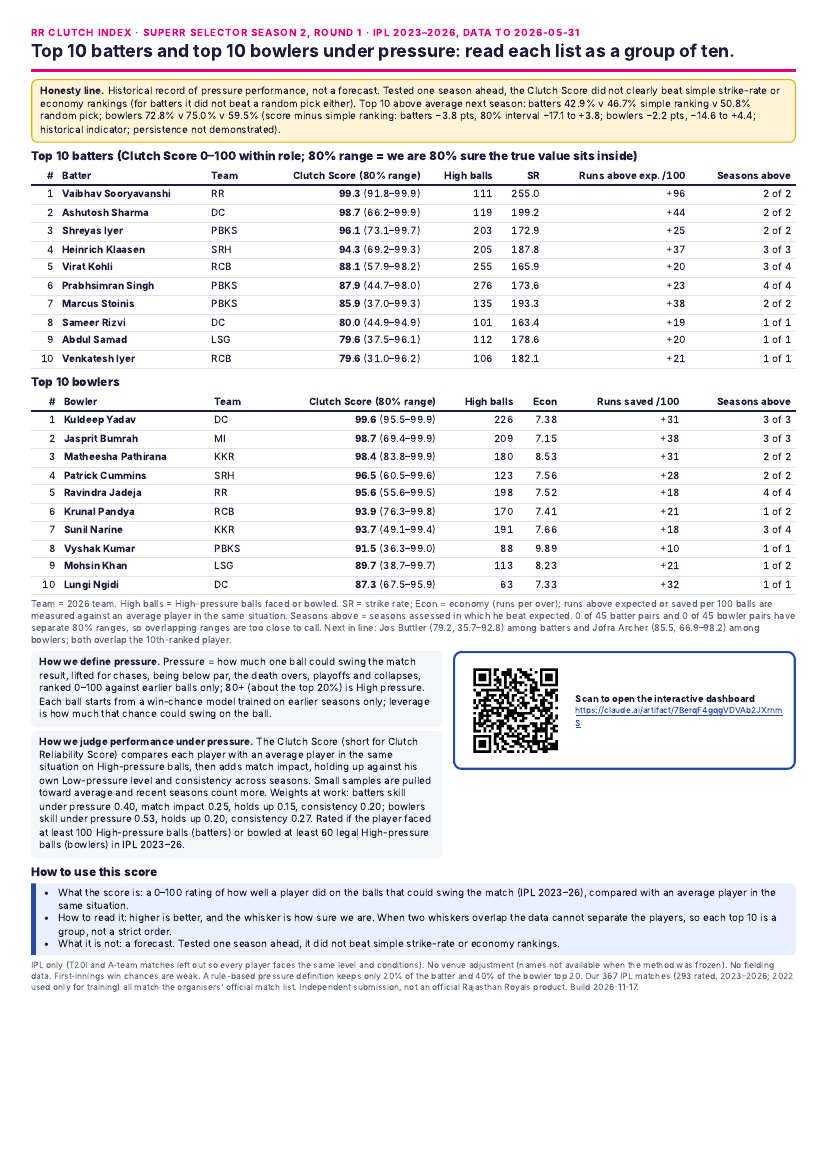 RR CLUTCH INDEX · SUPERR SELECTOR SEASON 2, ROUND 1 · IPL 2023–2026, DATA TO 2026-05-31
Top 10 batters and top 10 bowlers under pressure: read each list as a group of ten.
Honesty line. Historical record of pressure performance, not a forecast. Tested one season ahead, the Clutch Score did not clearly beat simple strike-rate or
economy rankings (for batters it did not beat a random pick either). Top 10 above average next season: batters 42.9% v 46.7% simple ranking v 50.8%
random pick; bowlers 72.8% v 75.0% v 59.5% (score minus simple ranking: batters −3.8 pts, 80% interval −17.1 to +3.8; bowlers −2.2 pts, −14.6 to +4.4;
historical indicator; persistence not demonstrated).
Top 10 batters (Clutch Score 0–100 within role; 80% range = we are 80% sure the true value sits inside)
# Batter Team Clutch Score (80% range) High balls SR Runs above exp. /100 Seasons above
1 Vaibhav Sooryavanshi RR 99.3 (91.8–99.9) 111 255.0 +96 2 of 2
2 Ashutosh Sharma DC 98.7 (66.2–99.9) 119 199.2 +44 2 of 2
3 Shreyas Iyer PBKS 96.1 (73.1–99.7) 203 172.9 +25 2 of 2
4 Heinrich Klaasen SRH 94.3 (69.2–99.3) 205 187.8 +37 3 of 3
5 Virat Kohli RCB 88.1 (57.9–98.2) 255 165.9 +20 3 of 4
6 Prabhsimran Singh PBKS 87.9 (44.7–98.0) 276 173.6 +23 4 of 4
7 Marcus Stoinis PBKS 85.9 (37.0–99.3) 135 193.3 +38 2 of 2
8 Sameer Rizvi DC 80.0 (44.9–94.9) 101 163.4 +19 1 of 1
9 Abdul Samad LSG 79.6 (37.5–96.1) 112 178.6 +20 1 of 1
10 Venkatesh Iyer RCB 79.6 (31.0–96.2) 106 182.1 +21 1 of 1
Top 10 bowlers
# Bowler Team Clutch Score (80% range) High balls Econ Runs saved /100 Seasons above
1 Kuldeep Yadav DC 99.6 (95.5–99.9) 226 7.38 +31 3 of 3
2 Jasprit Bumrah MI 98.7 (69.4–99.9) 209 7.15 +38 3 of 3
3 Matheesha Pathirana KKR 98.4 (83.8–99.9) 180 8.53 +31 2 of 2
4 Patrick Cummins SRH 96.5 (60.5–99.6) 123 7.56 +28 2 of 2
5 Ravindra Jadeja RR 95.6 (55.6–99.5) 198 7.52 +18 4 of 4
6 Krunal Pandya RCB 93.9 (76.3–99.8) 170 7.41 +21 1 of 2
7 Sunil Narine KKR 93.7 (49.1–99.4) 191 7.66 +18 3 of 4
8 Vyshak Kumar PBKS 91.5 (36.3–99.0) 88 9.89 +10 1 of 1
9 Mohsin Khan LSG 89.7 (38.7–99.7) 113 8.23 +21 1 of 2
10 Lungi Ngidi DC 87.3 (67.5–95.9) 63 7.33 +32 1 of 1
Team = 2026 team. High balls = High-pressure balls faced or bowled. SR = strike rate; Econ = economy (runs per over); runs above expected or saved per 100 balls are
measured against an average player in the same situation. Seasons above = seasons assessed in which he beat expected. 0 of 45 batter pairs and 0 of 45 bowler pairs have
separate 80% ranges, so overlapping ranges are too close to call. Next in line: Jos Buttler (79.2, 35.7–92.8) among batters and Jofra Archer (85.5, 66.9–98.2) among
bowlers; both overlap the 10th-ranked player.
How we define pressure. Pressure = how much one ball could swing the match
result, lifted for chases, being below par, the death overs, playoffs and collapses,
ranked 0–100 against earlier balls only; 80+ (about the top 20%) is High pressure.
Each ball starts from a win-chance model trained on earlier seasons only; leverage
is how much that chance could swing on the ball.
How we judge performance under pressure. The Clutch Score (short for Clutch
Reliability Score) compares each player with an average player in the same
situation on High-pressure balls, then adds match impact, holding up against his
own Low-pressure level and consistency across seasons. Small samples are pulled
toward average and recent seasons count more. Weights at work: batters skill
under pressure 0.40, match impact 0.25, holds up 0.15, consistency 0.20; bowlers
skill under pressure 0.53, holds up 0.20, consistency 0.27. Rated if the player faced
at least 100 High-pressure balls (batters) or bowled at least 60 legal High-pressure
balls (bowlers) in IPL 2023–26.
Scan to open the interactive dashboard
https://claude.ai/artifact/7BerqF4gqgVDVAb2JXrnm
S
How to use this score
• What the score is: a 0–100 rating of how well a player did on the balls that could swing the match (IPL 2023–26), compared with an average player in the
same situation.
• How to read it: higher is better, and the whisker is how sure we are. When two whiskers overlap the data cannot separate the players, so each top 10 is a
group, not a strict order.
• What it is not: a forecast. Tested one season ahead, it did not beat simple strike-rate or economy rankings.
IPL only (T20I and A-team matches left out so every player faces the same level and conditions). No venue adjustment (names not available when the method was frozen). No fielding
data. First-innings win chances are weak. A rule-based pressure definition keeps only 20% of the batter and 40% of the bowler top 20. Our 367 IPL matches (293 rated, 2023–2026; 2022
used only for training) all match the organisers' official match list. Independent submission, not an official Rajasthan Royals product. Build 2026-11-17.